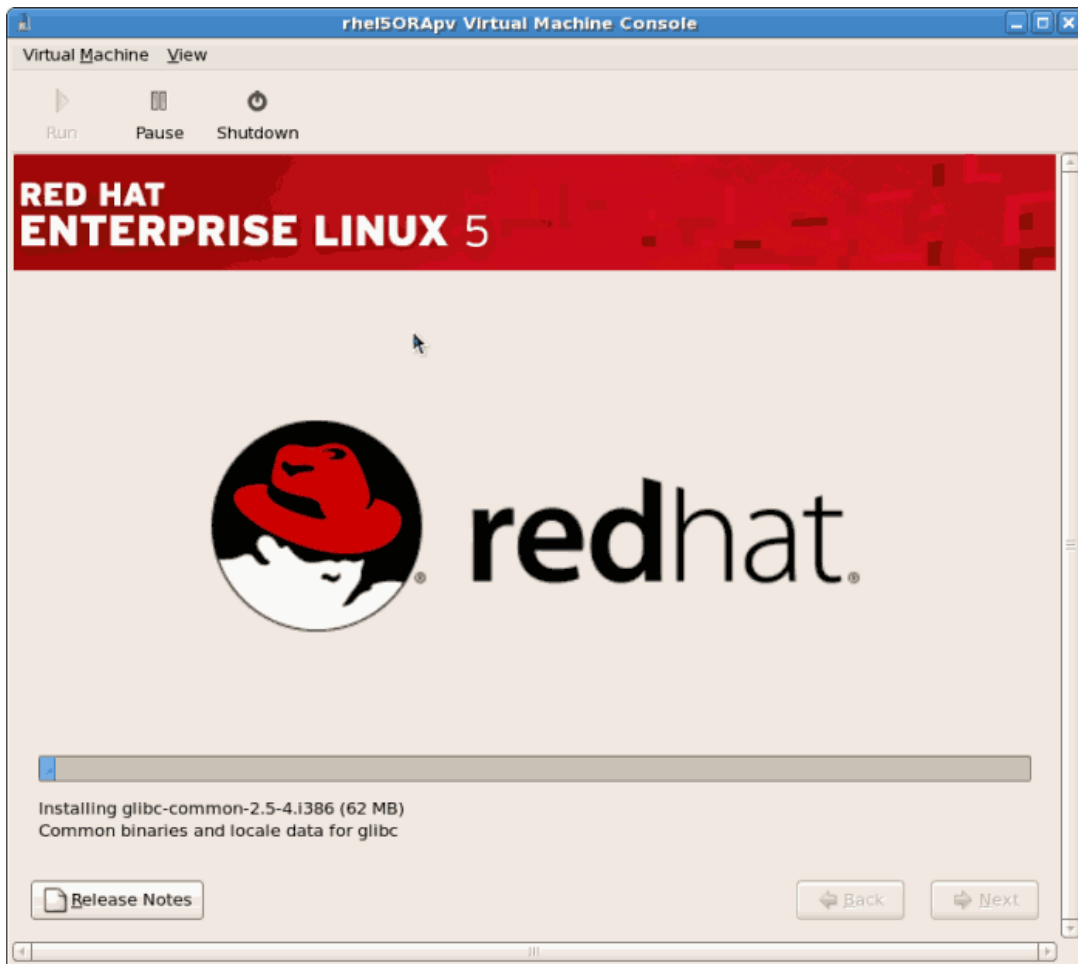 rhel5ORApv Virtual Machine Console
Virtual Machine View
Run Pause Shutdown
RED HAT
ENTERPRISE LINUX 5
redhat®
Installing glibc-common-2.5-4.i386 (62 MB)
Common binaries and locale data for glibc
Release Notes Back Next